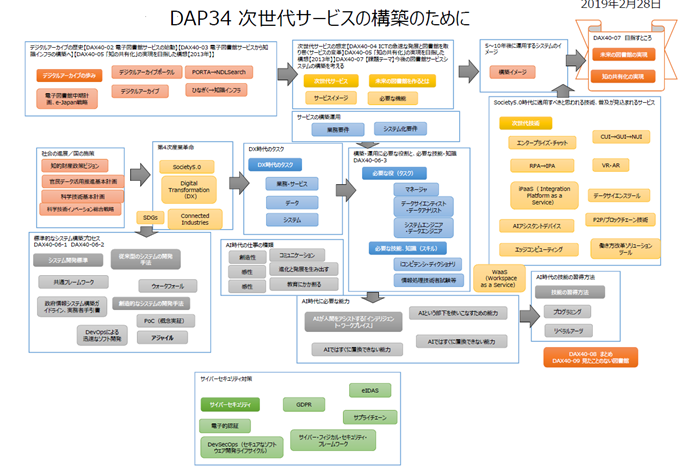 2019年2月28日
DAP34 次世代サービスの構築のために
デジタルアーカイブの歴史【DAX40-02 電子図書館サービスの始動】【DAX40-03 電子図書館サービスから知
識インフラの構築へ】【DAX40-05 「知の共有化」の実現を目指した構想【2013年】】
デジタルアーカイブの歩み
デジタルアーカイブポータル
PORTA⇒NDLSearch
電子図書館中期計
画、e-Japan戦略
デジタルアーカイブ
ひなぎく⇒知識インフラ
次世代サービスの想定【DAX40-04 ICTの急速な発展と図書館を取
り巻くサービスの変革】【DAX40-05 「知の共有化」の実現を目指した
構想【2013年】】【DAX40-07 【課題テーマ】今後の図書館サービスシ
ステムの構築を考える
次世代サービス
未来の図書館を作るとは
サービスイメージ
必要な機能
5～10年後に運用するシステムのイ
メージ
構築イメージ
DAX40-07 目指すところ
未来の図書館の実現
知の共有化の実現
サービスの構築運用
業務要件
システム化要件
社会の進展／国の施策
知的財産政策ビジョン
官民データ活用推進基本計画
科学技術基本計画
科学技術イノベーション総合戦略
第4次産業革命
Society5.0
Digital
Transformation
(DX)
SDGs
Connected
Industries
DX時代のタスク
DX時代のタスク
業務・サービス
データ
システム
構築・運用に必要な役割と、必要な技術・知識
DAX40-06-3
必要な役（タスク）
マネージャ
データサイエンティスト
・データアナリスト
システムエンジニア
・データエンジニア
必要な技術、知識（スキル）
iコンピテンシ・ディクショナリ
情報処理技術者試験等
Society5.0時代に適用すべきと思われる技術、普及が見込まれるサービス
次世代技術
エンタープライズ・チャット
CUI⇒GUI⇒NUI
RPA⇒IPA
VR・AR
iPaaS（ Integration
Platform as a
Service）
データサイエンスツール
AIアシスタントデバイス
P2P/ブロックチェーン技術
エッジコンピューティング
働き方改革ソリューション
ツール
WaaS
(Workspace
as a Service)
標準的なシステム構築プロセス
DAX40-06-1、DAX40-06-2
システム開発標準
従来型のシステムの開発
手法
共通フレームワーク
ウォーターフォール
政府情報システム構築ガ
イドライン、実務者手引書
創造的なシステムの開発手法
PoC（概念実証）
DevOpsによる
迅速なソフト開発
アジャイル
AI時代の仕事の種類
創造性
コミュニケーション
感性
進化と発展を生み出す
感性
教育にかか割る
AI時代に必要な能力
AIが人間をアシストする「インテリジェ
ント・ワークプレイス」
AIという部下を使いこなすための能力
AIではすぐに置換できない能力
AIではすぐに置換できない能力
AI時代の技術の習得方法
技術の習得方法
プログラミング
リベラルアーツ
DAX40-08 まとめ
DAX40-09 見たことのない図書館
サイバーセキュリティ対策
サイバーセキュリティ
GDPR
eIDAS
電子的認証
サプライチェーン
DevSecOps（セキュアなソフト
ウェア開発ライフサイクル）
サイバー・フィジカル・セキュリティ・
フレームワーク